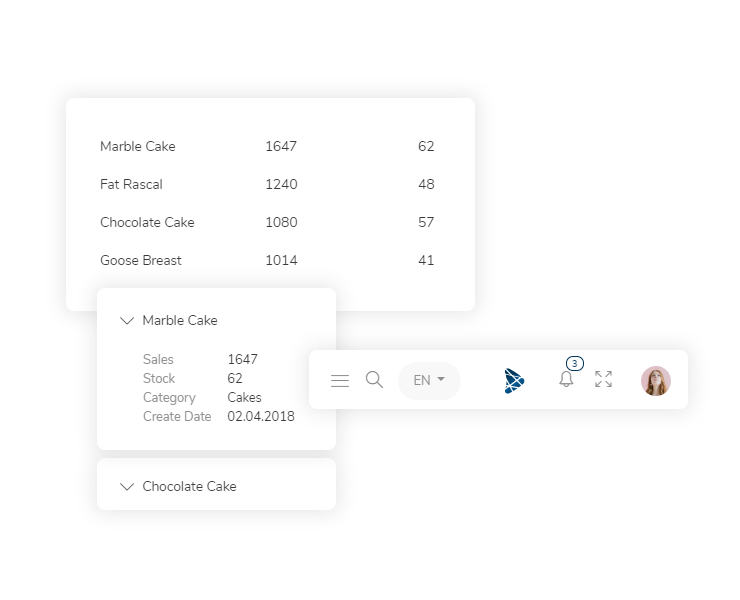 Marble Cake 1647 62
Fat Rascal 1240 48
Chocolate Cake 1080 57
Goose Breast 1014 41
Marble Cake
Sales 1647
Stock 62
Category Cakes
Create Date 02.04.2018
EN
3
Chocolate Cake